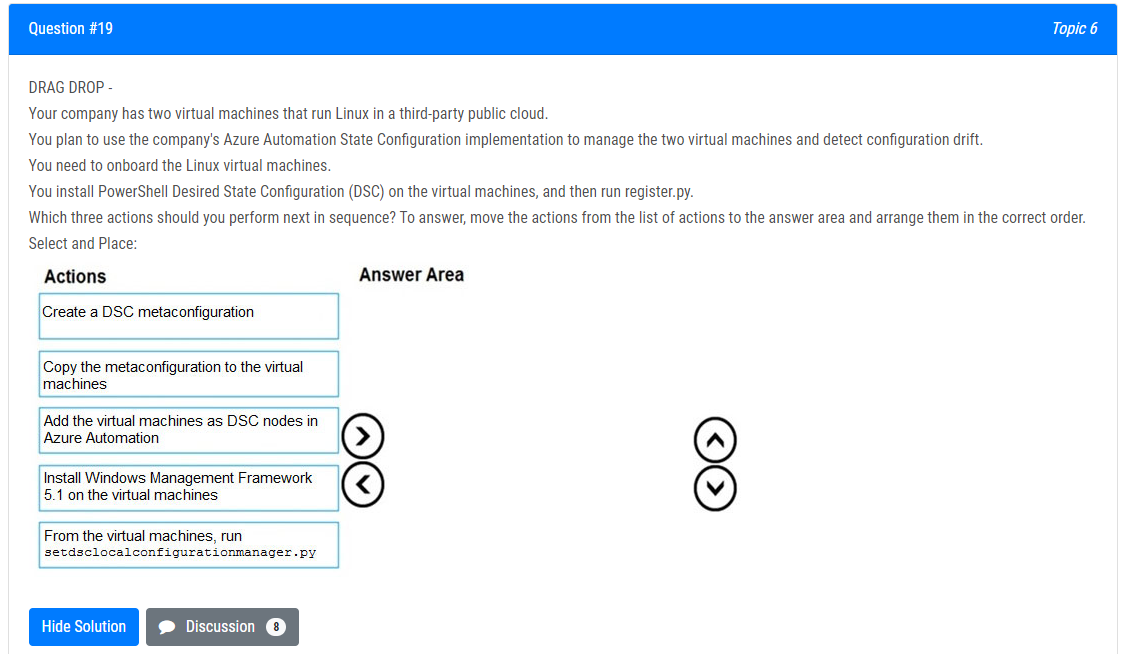 Question #19
Topic 6
DRAG DROP -
Your company has two virtual machines that run Linux in a third-party public cloud.
You plan to use the company's Azure Automation State Configuration implementation to manage the two virtual machines and detect configuration drift.
You need to onboard the Linux virtual machines.
You install PowerShell Desired State Configuration (DSC) on the virtual machines, and then run register.py.
Which three actions should you perform next in sequence? To answer, move the actions from the list of actions to the answer area and arrange them in the correct order.
Select and Place:
Actions
Answer Area
Create a DSC metaconfiguration
Copy the metaconfiguration to the virtual
machines
Add the virtual machines as DSC nodes in
Azure Automation
Install Windows Management Framework
5.1 on the virtual machines
From the virtual machines, run
setdsclocalconfigurationmanager.py
Hide Solution
Discussion 8